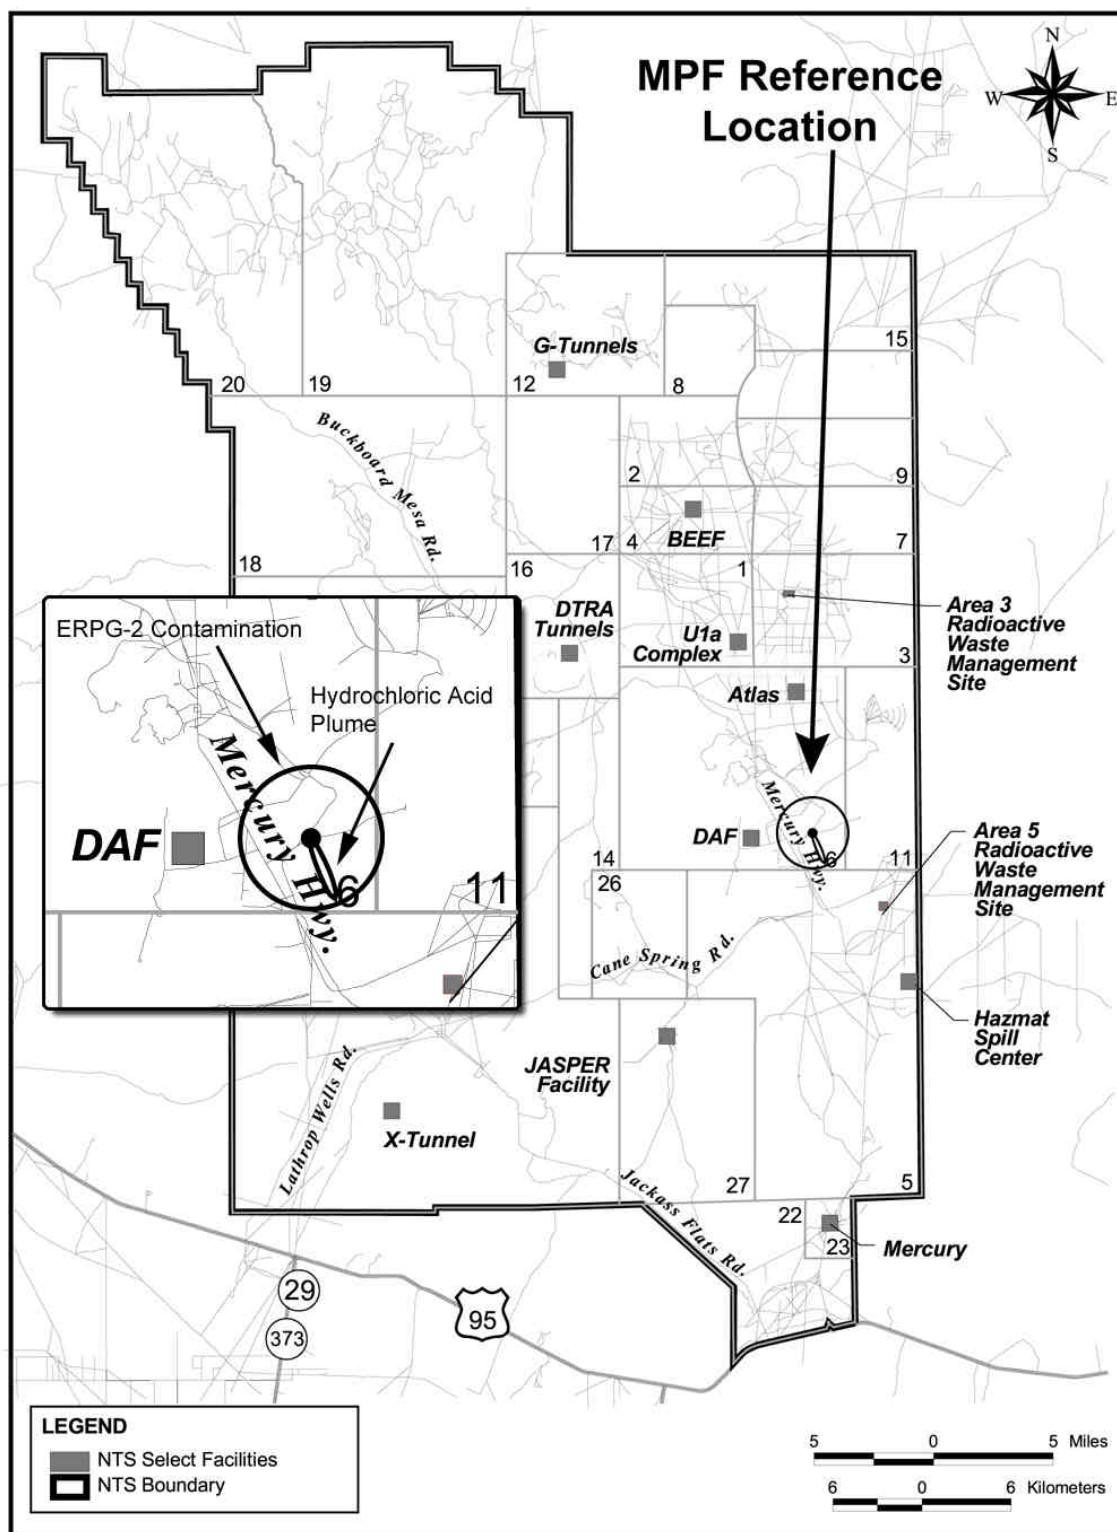 MPF Reference
Location
N
W
E
S
15
G-Tunnels
20
19
12
8
Buckboard Mesa Rd.
2
9
BEEF
17
4
7
18
16
1
DTRA
Tunnels
U1a
Complex
3
Area 3
Radioactive
Waste
Management
Site
Atlas
ERPG-2 Contamination
Hydrochloric Acid
Plume
Mercury Hwy.
DAF
6
11
Mercury Hwy.
DAF
6
14
11
26
Area 5
Radioactive
Waste
Management
Site
Cane Spring Rd.
Hazmat
Spill
Center
JASPER
Facility
Lathrop Wells Rd.
X-Tunnel
Jackass Flats Rd.
27
5
22
23
Mercury
29
95
373
LEGEND
NTS Select Facilities
NTS Boundary
5 0 5 Miles
6 0 6 Kilometers